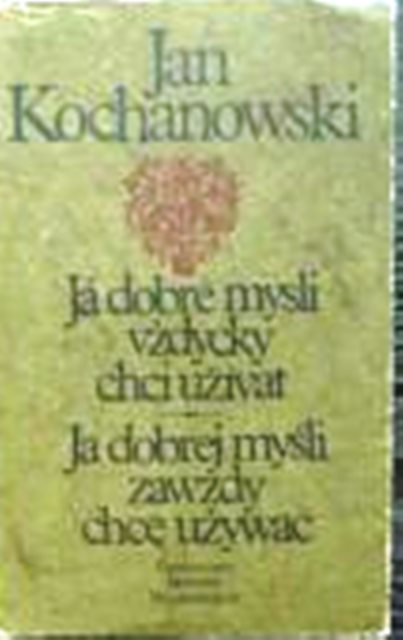 Jan
Kochanowski
Já dobré mysli
vždycky
chci užívat
Ja dobrej myśli
zawżdy
chcę używać